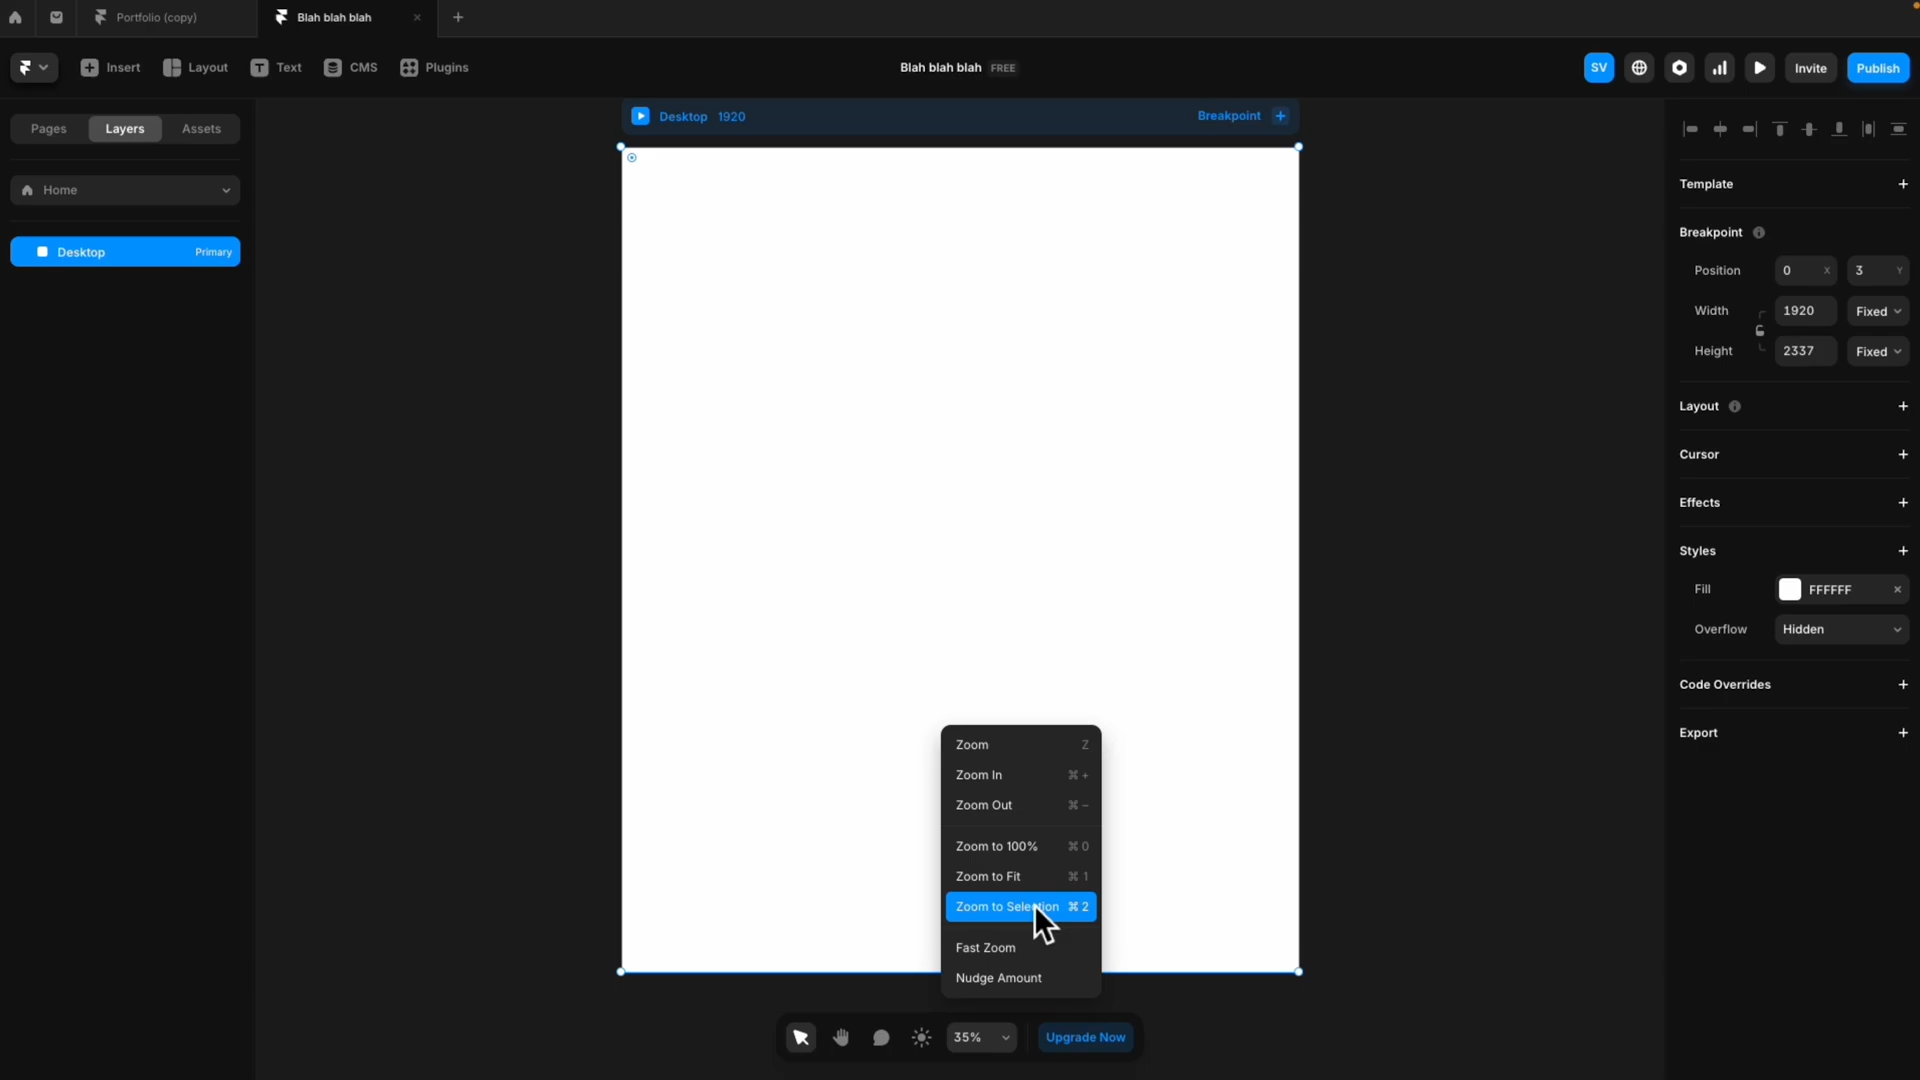 Portfolio (copy)
Blah blah blah
Insert
Layout
Text
CMS
Plugins
Blah blah blah FREE
SV
Invite
Publish
Pages
Layers
Assets
Home
Desktop Primary
Desktop 1920
Breakpoint
Zoom Z
Zoom In ⌘ +
Zoom Out ⌘ –
Zoom to 100% ⌘ 0
Zoom to Fit ⌘ 1
Zoom to Selection ⌘ 2
Fast Zoom
Nudge Amount
35%
Upgrade Now
Template
Breakpoint
Position 0 X 3 Y
Width 1920 Fixed
Height 2337 Fixed
Layout
Cursor
Effects
Styles
Fill FFFFFF
Overflow Hidden
Code Overrides
Export